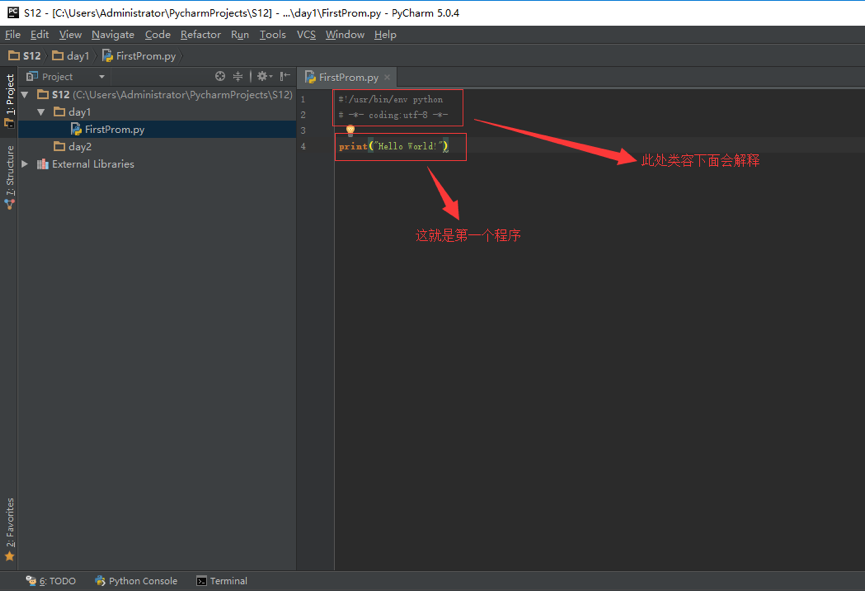 S12 - [C:\Users\Administrator\PycharmProjects\S12] - ...\day1\FirstProm.py - PyCharm 5.0.4
File Edit View Navigate Code Refactor Run Tools VCS Window Help
S12 day1 FirstProm.py
Project
FirstProm.py
1: Project
7: Structure
2: Favorites
S12 (C:\Users\Administrator\PycharmProjects\S12)
day1
FirstProm.py
day2
External Libraries
1 #!/usr/bin/env python
2 # -*- coding:utf-8 -*-
3
4 print("Hello World!")
此处类容下面会解释
这就是第一个程序
6: TODO Python Console Terminal